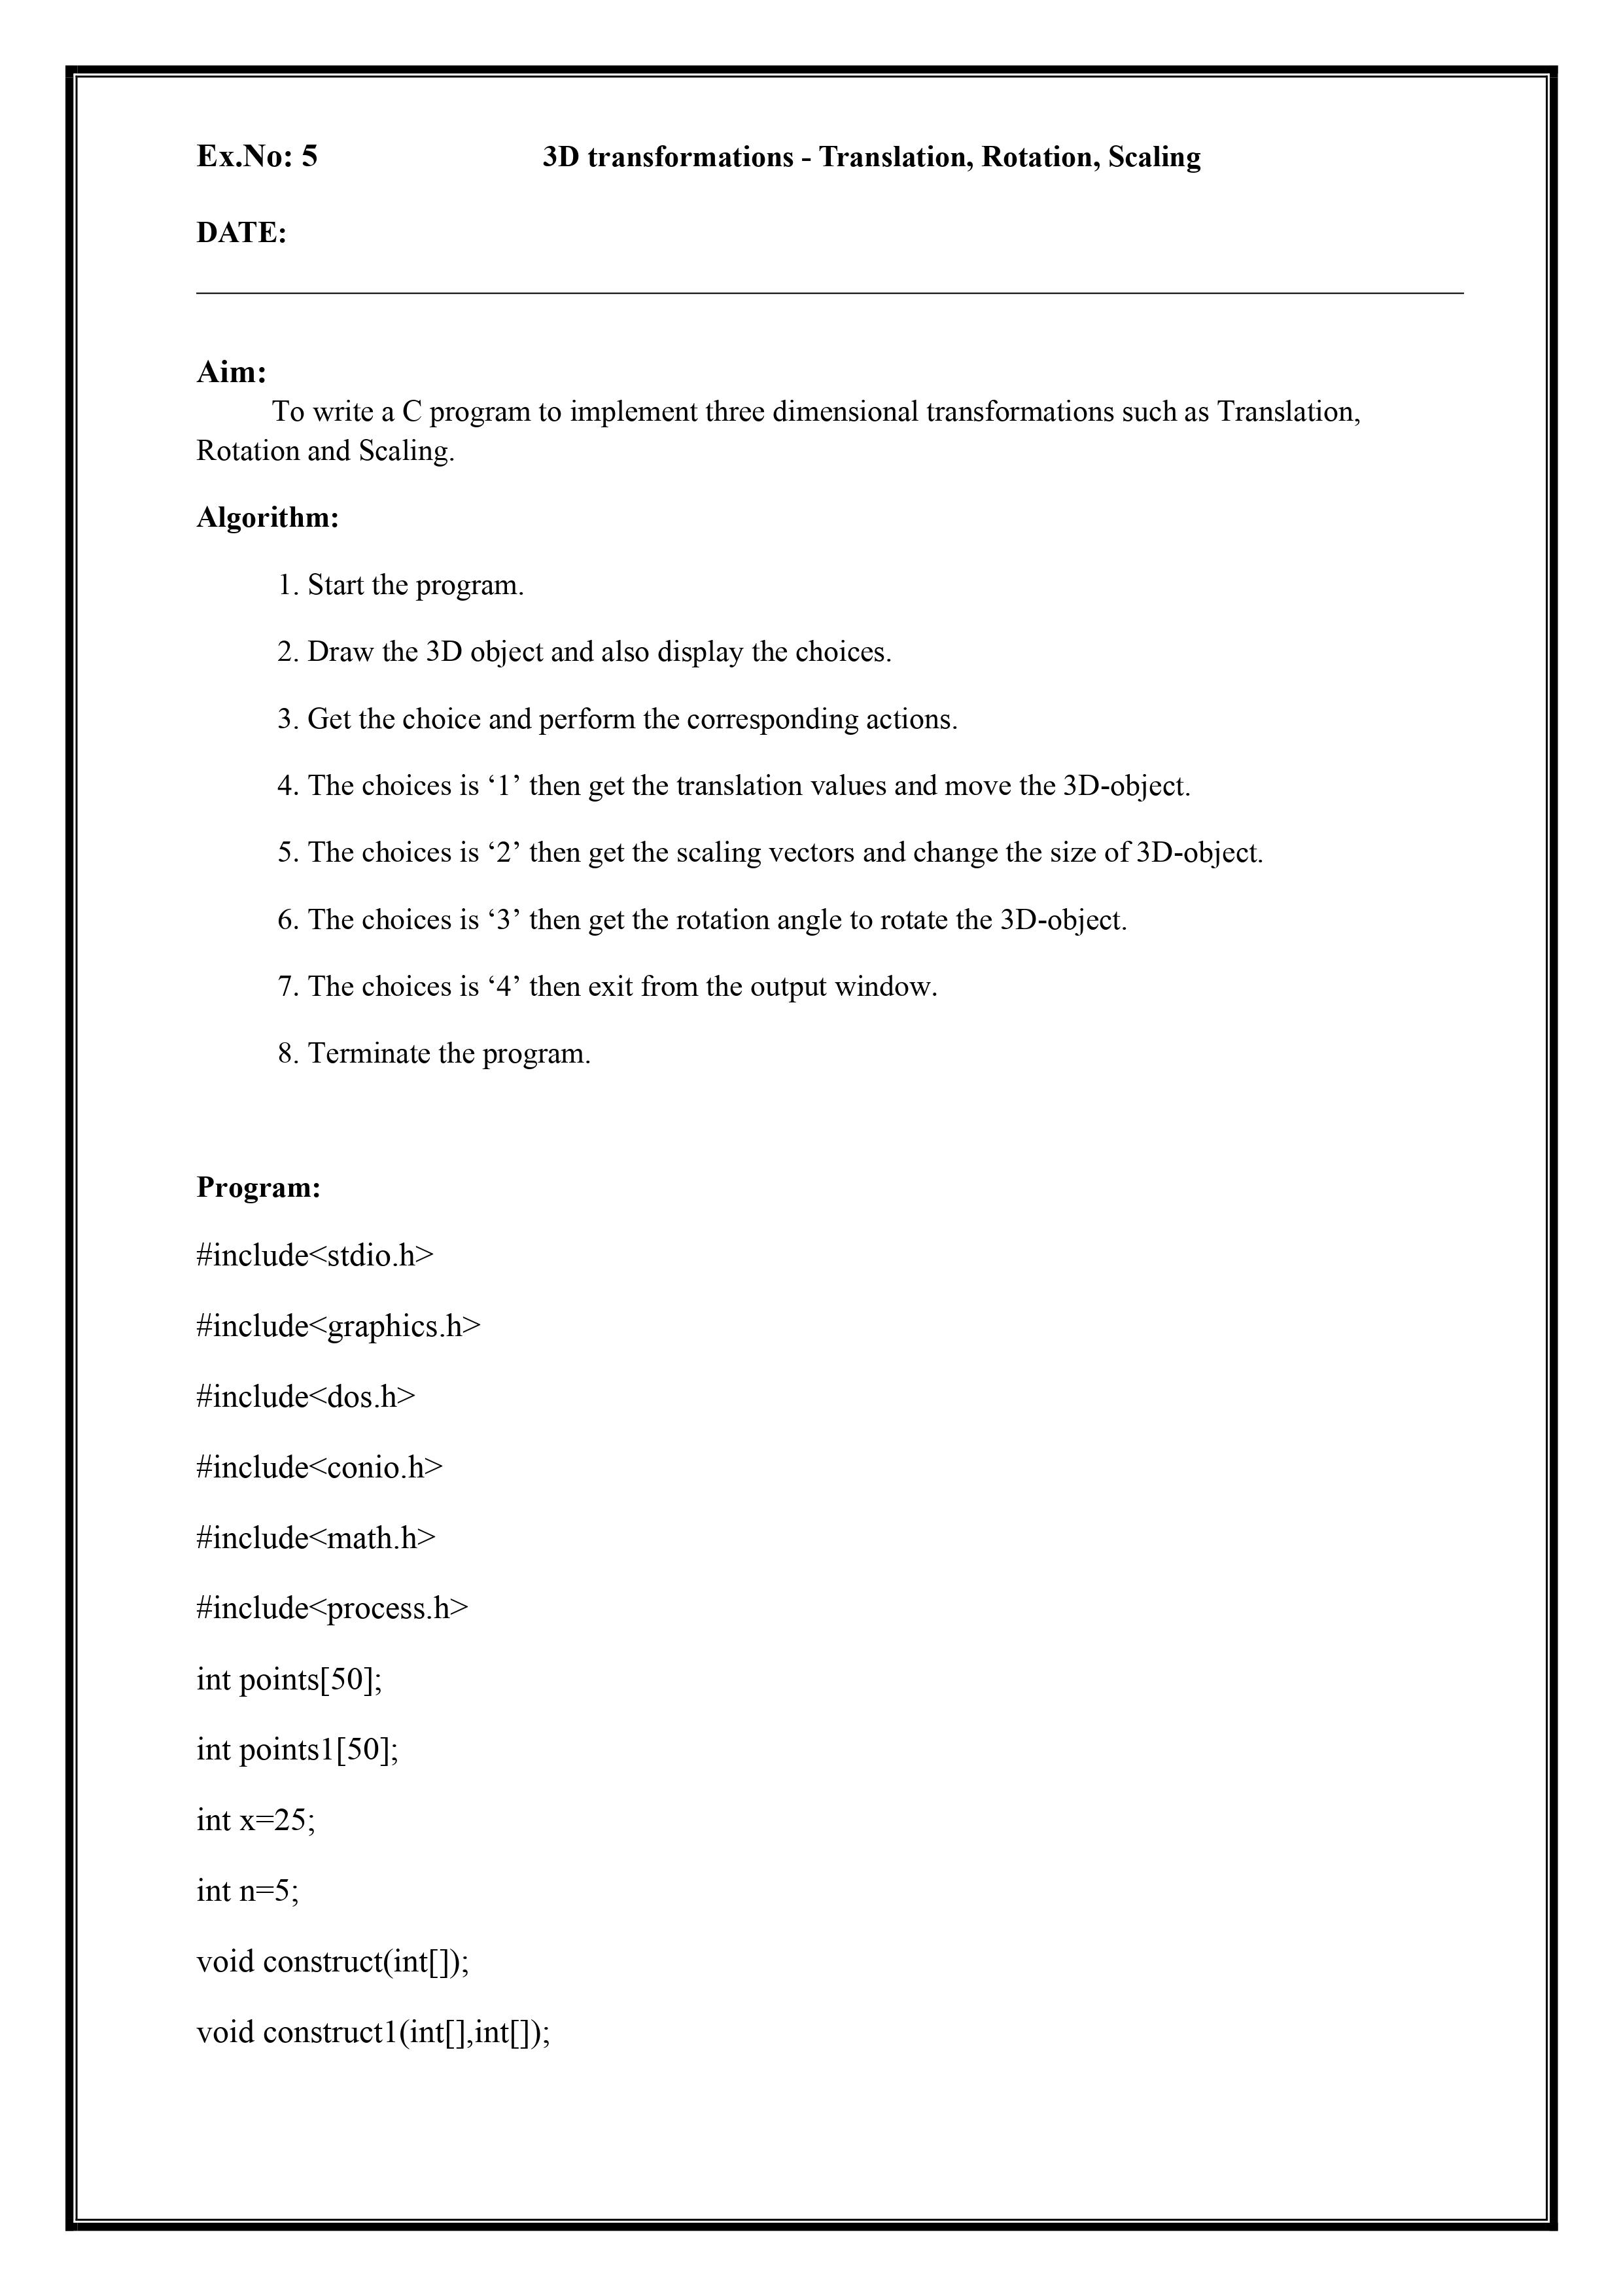 Ex.No: 5 3D transformations - Translation, Rotation, Scaling
DATE:
Aim:
To write a C program to implement three dimensional transformations such as Translation,
Rotation and Scaling.
Algorithm:
1. Start the program.
2. Draw the 3D object and also display the choices.
3. Get the choice and perform the corresponding actions.
4. The choices is ‘1’ then get the translation values and move the 3D-object.
5. The choices is ‘2’ then get the scaling vectors and change the size of 3D-object.
6. The choices is ‘3’ then get the rotation angle to rotate the 3D-object.
7. The choices is ‘4’ then exit from the output window.
8. Terminate the program.
Program:
#include<stdio.h>
#include<graphics.h>
#include<dos.h>
#include<conio.h>
#include<math.h>
#include<process.h>
int points[50];
int points1[50];
int x=25;
int n=5;
void construct(int[]);
void construct1(int[],int[]);